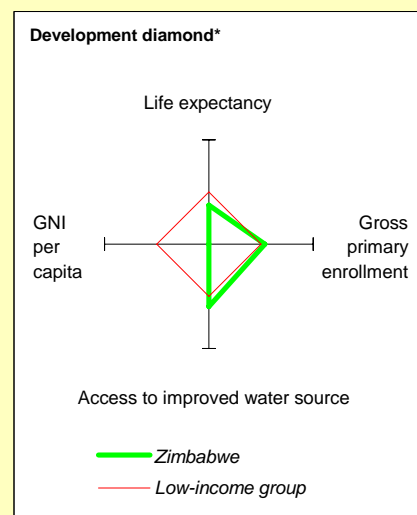 Development diamond*
Life expectancy
GNI
per
capita
Gross
primary
enrollment
Access to improved water source
Zimbabwe
Low-income group